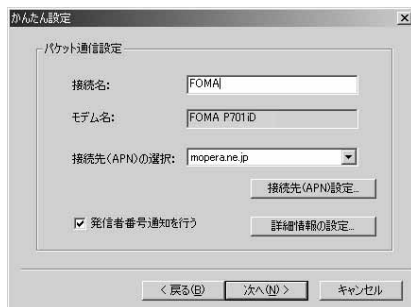 かんたん設定
パケット通信設定
接続名: FOMA
モデム名: FOMA P701iD
接続先(APN)の選択: mopera.ne.jp
接続先(APN)設定...
発信者番号通知を行う 詳細情報の設定...
< 戻る(B) 次へ(N) > キャンセル